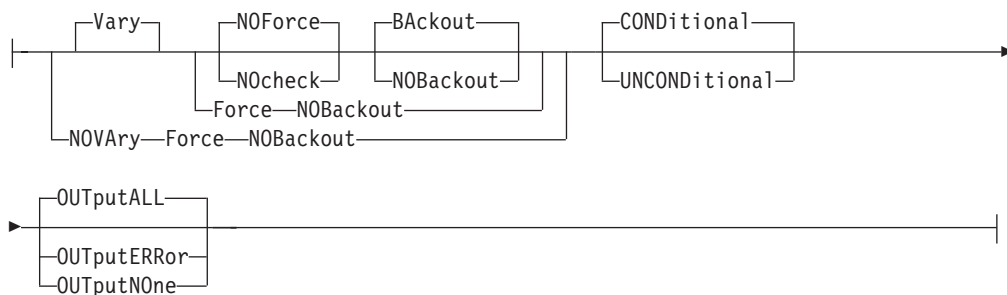 Vary NOForce BAckout CONDitional
NOcheck NOBackout UNCONDitional
Force NOBackout
NOVAry Force NOBackout
OUTputALL
OUTputERRor
OUTputNOne